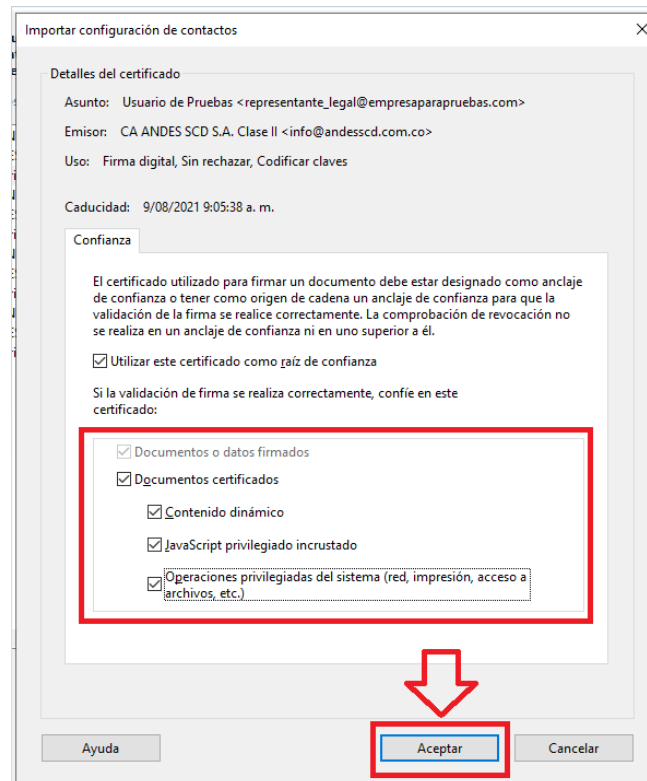 Importar configuración de contactos
Detalles del certificado
Asunto: Usuario de Pruebas <representante_legal@empresaparapruebas.com>
Emisor: CA ANDES SCD S.A. Clase II <info@andesscd.com.co>
Uso: Firma digital, Sin rechazar, Codificar claves
Caducidad: 9/08/2021 9:05:38 a. m.
Confianza
El certificado utilizado para firmar un documento debe estar designado como anclaje
de confianza o tener como origen de cadena un anclaje de confianza para que la
validación de la firma se realice correctamente. La comprobación de revocación no
se realiza en un anclaje de confianza ni en uno superior a él.
Utilizar este certificado como raíz de confianza
Si la validación de firma se realiza correctamente, confíe en este
certificado:
Documentos o datos firmados
Documentos certificados
Contenido dinámico
JavaScript privilegiado incrustado
Operaciones privilegiadas del sistema (red, impresión, acceso a
archivos, etc.)
Ayuda
Aceptar
Cancelar